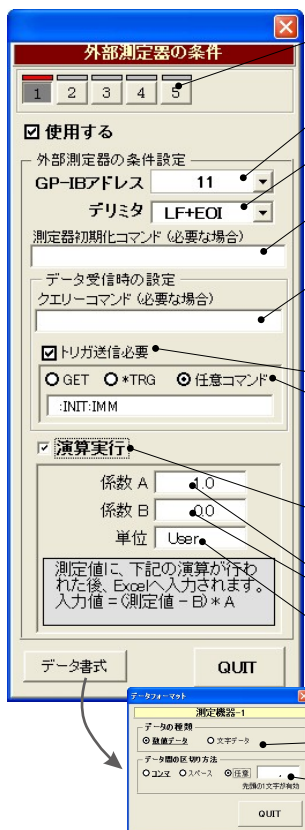 外部測定器の条件
1 2 3 4 5
使用する
外部測定器の条件設定
GP-IBアドレス 11
デリミタ LF+EOI
測定器初期化コマンド (必要な場合)
データ受信時の設定
クエリーコマンド (必要な場合)
トリガ送信必要
GET *TRG 任意コマンド
:INIT:IMM
演算実行
係数 A 1.0
係数 B 0.0
単位 User
測定値に、下記の演算が行わ
れた後、Excelへ入力されます。
入力値 = (測定値 − B) * A
データ書式 QUIT
データフォーマット
測定機器-1
データの種類
数値データ 文字データ
データ間の区切り方法
コンマ スペース 任意 ,
先頭の1文字が有効
QUIT